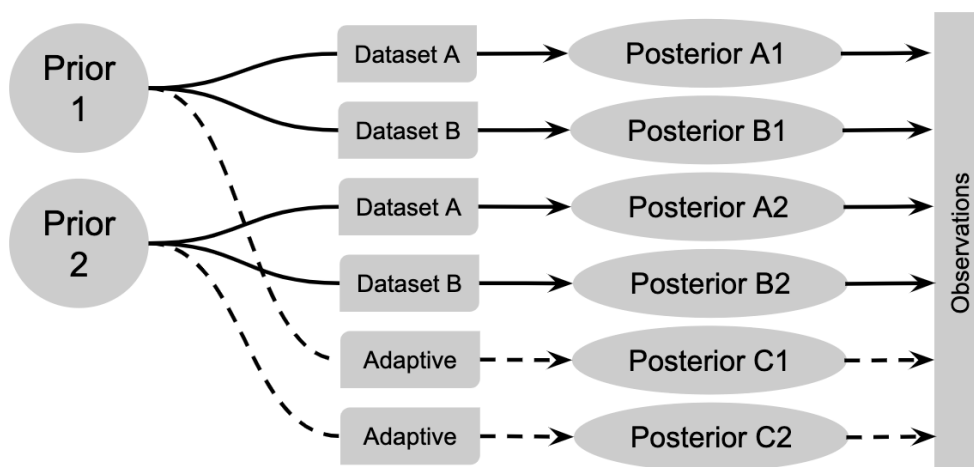 Prior
1
Dataset A
Posterior A1
Dataset B
Posterior B1
Prior
2
Dataset A
Posterior A2
Dataset B
Posterior B2
Adaptive
Posterior C1
Adaptive
Posterior C2
Observations